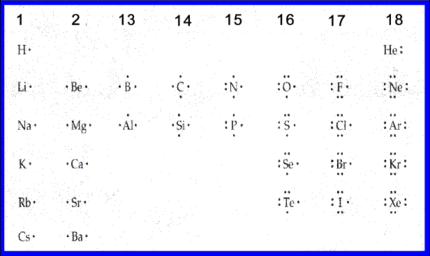 1 2 13 14 15 16 17 18
H He
Li Be B C N O F Ne
Na Mg Al Si P S Cl Ar
K Ca Se Br Kr
Rb Sr Te I Xe
Cs Ba